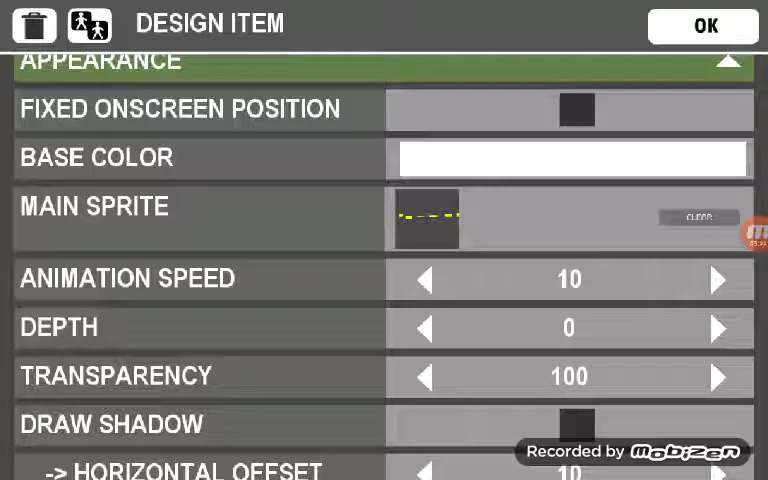 DESIGN ITEM
OK
APPEARANCE
FIXED ONSCREEN POSITION
BASE COLOR
MAIN SPRITE
CLEAR
ANIMATION SPEED
10
DEPTH
0
TRANSPARENCY
100
DRAW SHADOW
Recorded by Mobizen
-> HORIZONTAL OFFSET
10